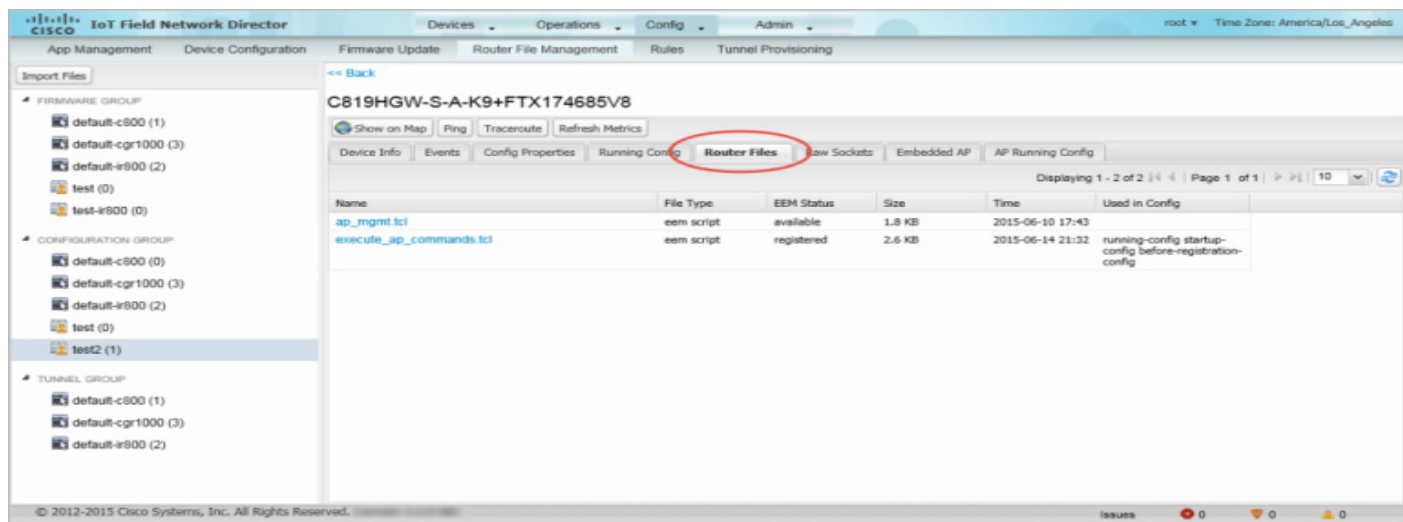 CISCO IoT Field Network Director
Devices Operations Config Admin
root Time Zone: America/Los_Angeles
App Management Device Configuration Firmware Update Router File Management Rules Tunnel Provisioning
Import Files
FIRMWARE GROUP
default-c800 (1)
default-cgr1000 (3)
default-ir800 (2)
test (0)
test-ir800 (0)
CONFIGURATION GROUP
default-c800 (0)
default-cgr1000 (3)
default-ir800 (2)
test (0)
test2 (1)
TUNNEL GROUP
default-c800 (1)
default-cgr1000 (3)
default-ir800 (2)
<< Back
C819HGW-S-A-K9+FTX174685V8
Show on Map Ping Traceroute Refresh Metrics
Device Info Events Config Properties Running Config Router Files Raw Sockets Embedded AP AP Running Config
Displaying 1 - 2 of 2 Page 1 of 1 10
Name File Type EEM Status Size Time Used in Config
ap_mgmt.tcl eem script available 1.8 KB 2015-06-10 17:43
execute_ap_commands.tcl eem script registered 2.6 KB 2015-06-14 21:32 running-config startup-
config before-registration-
config
© 2012-2015 Cisco Systems, Inc. All Rights Reserved.
Issues 0 0 0